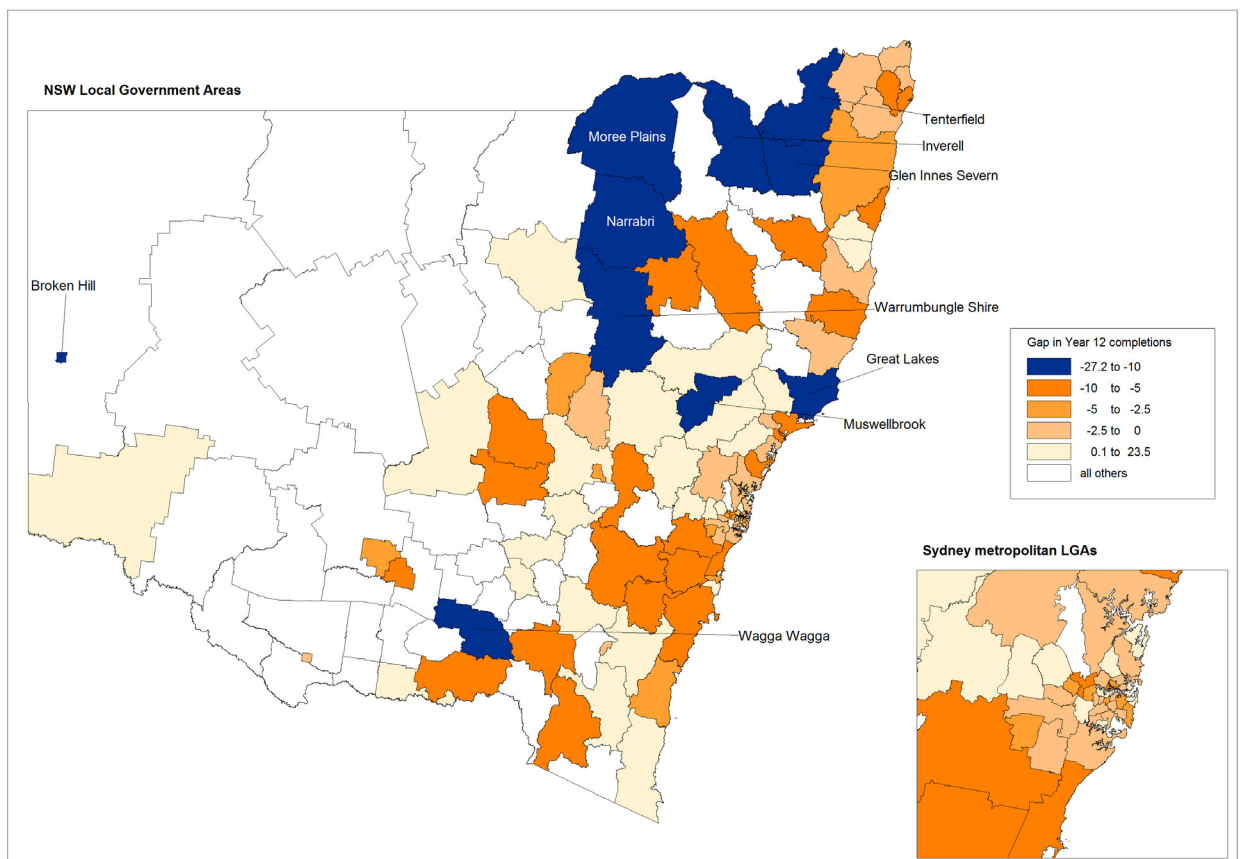 NSW Local Government Areas
Tenterfield
Moree Plains
Inverell
Glen Innes Severn
Narrabri
Broken Hill
Warrumbungle Shire
Great Lakes
Muswellbrook
Gap in Year 12 completions
-27.2 to -10
-10 to -5
-5 to -2.5
-2.5 to 0
0.1 to 23.5
all others
Sydney metropolitan LGAs
Wagga Wagga